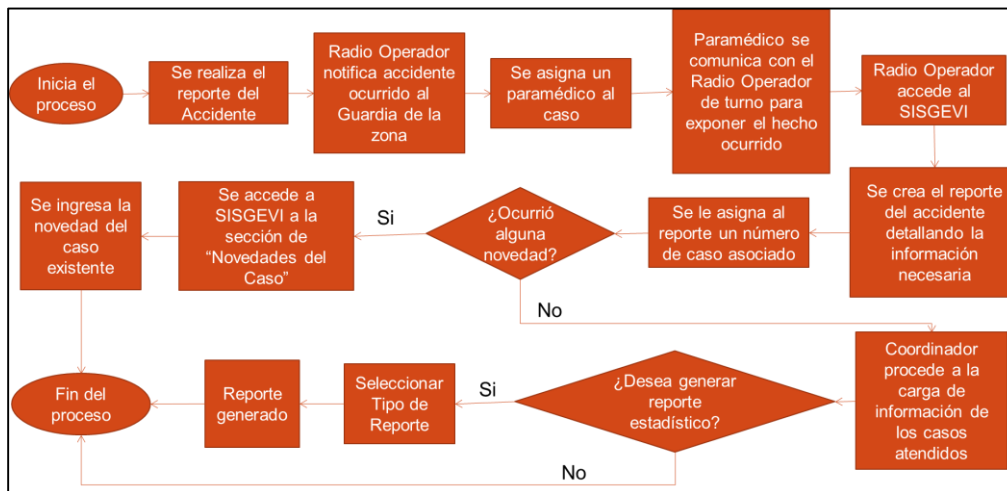 Inicia el
proceso
Se realiza el
reporte del
Accidente
Radio Operador
notifica accidente
ocurrido al
Guardia de la
zona
Se asigna un
paramédico al
caso
Paramédico se
comunica con el
Radio Operador
de turno para
exponer el hecho
ocurrido
Radio Operador
accede al
SISGEVI
Se crea el reporte
del accidente
detallando la
información
necesaria
Se le asigna al
reporte un número
de caso asociado
¿Ocurrió
alguna
novedad?
Si
Se accede a
SISGEVI a la
sección de
“Novedades del
Caso”
Se ingresa la
novedad del
caso
existente
No
Coordinador
procede a la
carga de
información de
los casos
atendidos
¿Desea generar
reporte
estadístico?
Si
Seleccionar
Tipo de
Reporte
Reporte
generado
Fin del
proceso
No